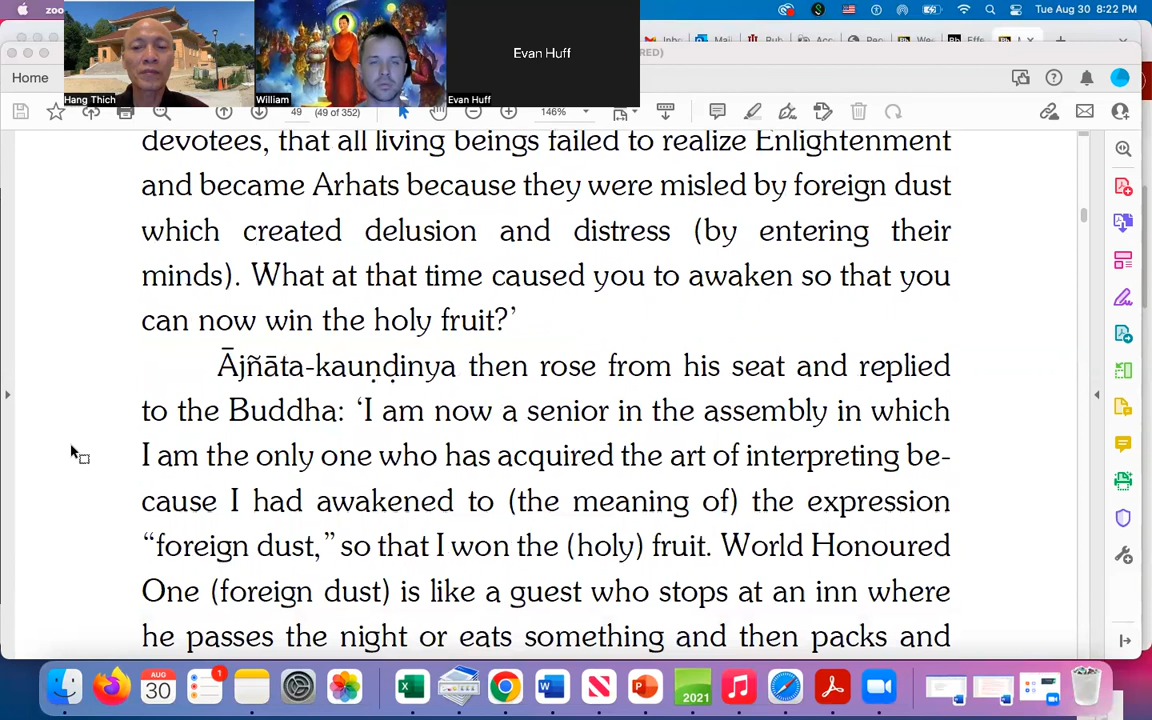 zoo
Tue Aug 30 8:22 PM
Hang Thich
William
Evan Huff
Evan Huff
RED)
Home
49 (49 of 352)
146%
devotees, that all living beings failed to realize Enlightenment
and became Arhats because they were misled by foreign dust
which created delusion and distress (by entering their
minds). What at that time caused you to awaken so that you
can now win the holy fruit?’
Ājñāta-kauṇḍinya then rose from his seat and replied
to the Buddha: ‘I am now a senior in the assembly in which
I am the only one who has acquired the art of interpreting be-
cause I had awakened to (the meaning of) the expression
“foreign dust,” so that I won the (holy) fruit. World Honoured
One (foreign dust) is like a guest who stops at an inn where
he passes the night or eats something and then packs and
AUG
30
1
2021